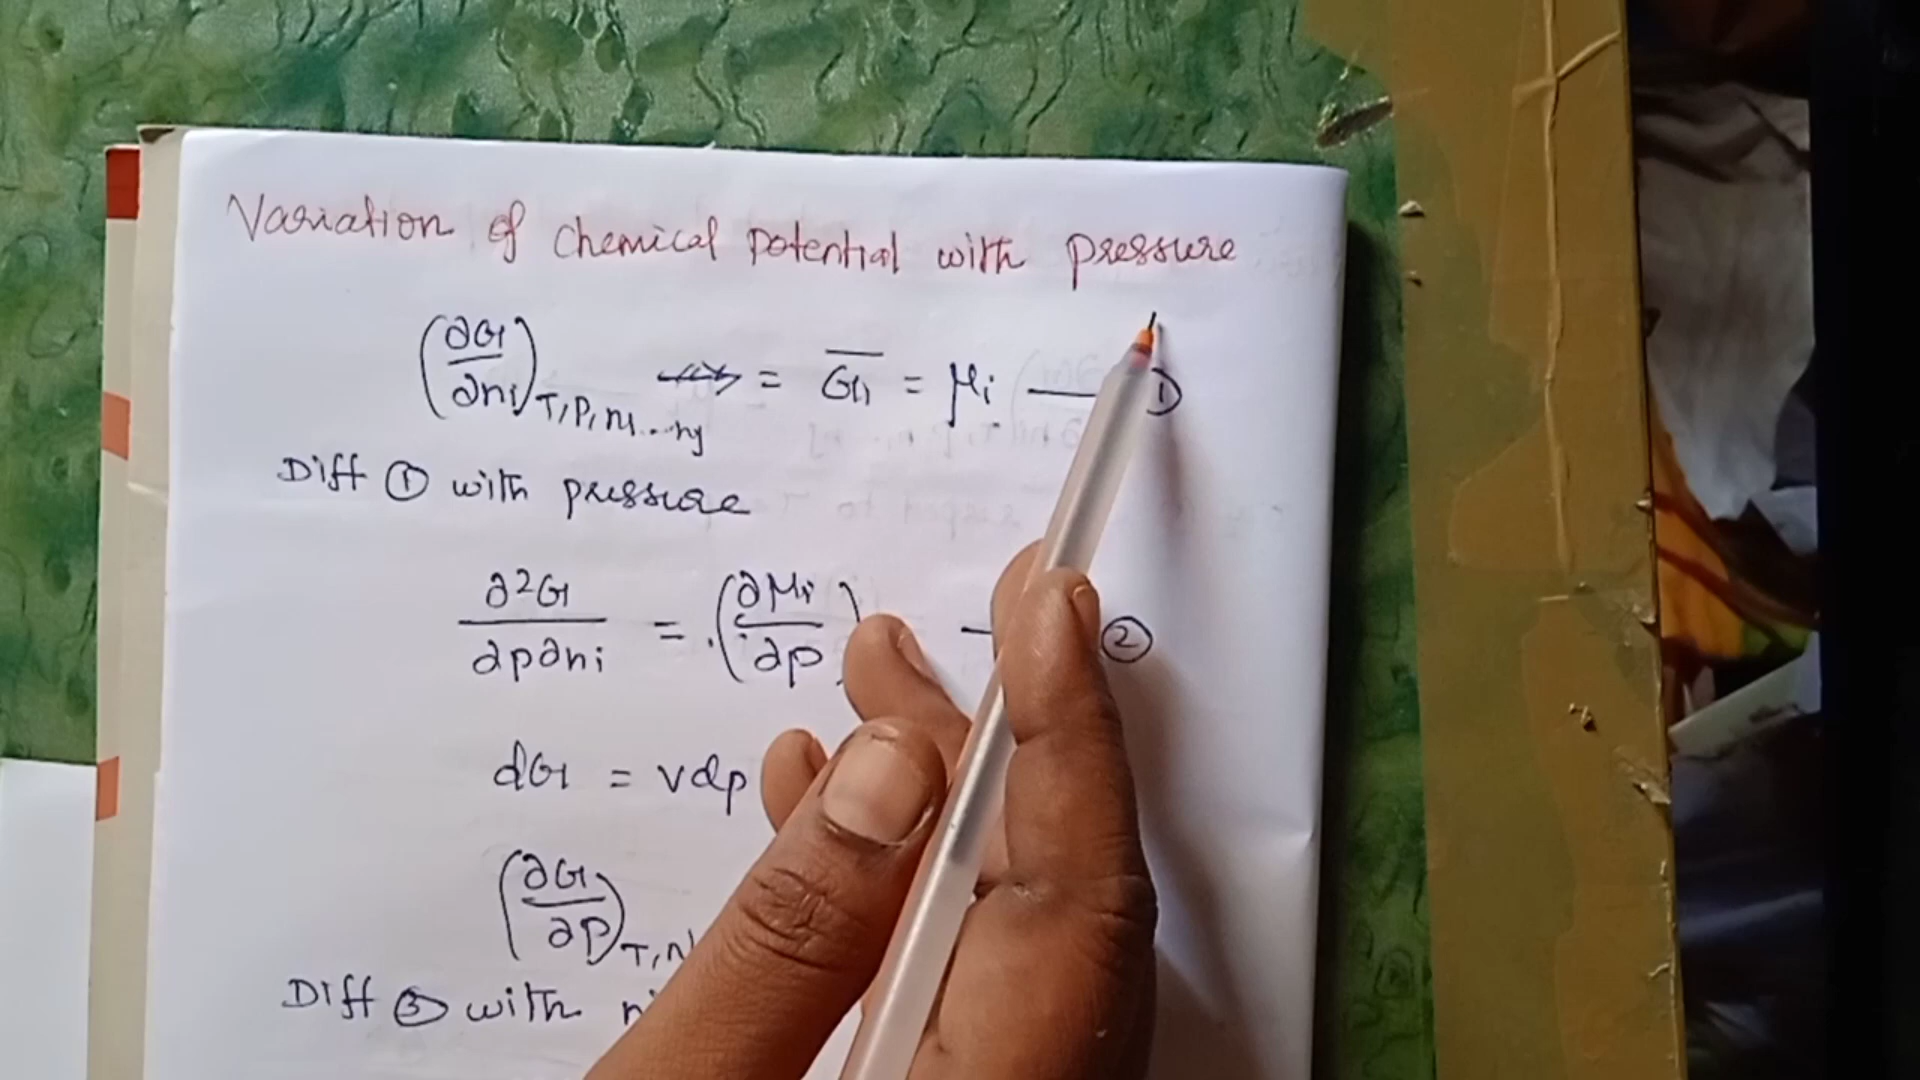 Variation of chemical potential with pressure
(∂G/∂ni)T,P,n1...nj = G̅i = μi — ①
Diff ① with pressure
∂²G/∂p∂ni = (∂μi/∂p) — ②
dG = vdp
(∂G/∂P)T,N
Diff ③ with ni